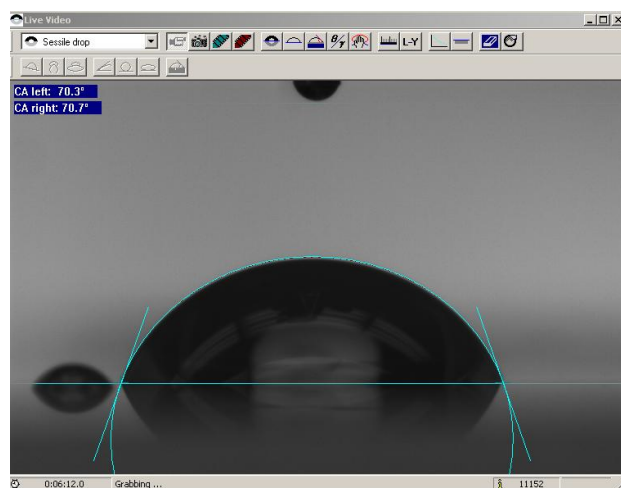 Live Video
Sessile drop
θ/γ
L-Y
CA left: 70.3°
CA right: 70.7°
0:06:12.0 Grabbing ... 11152